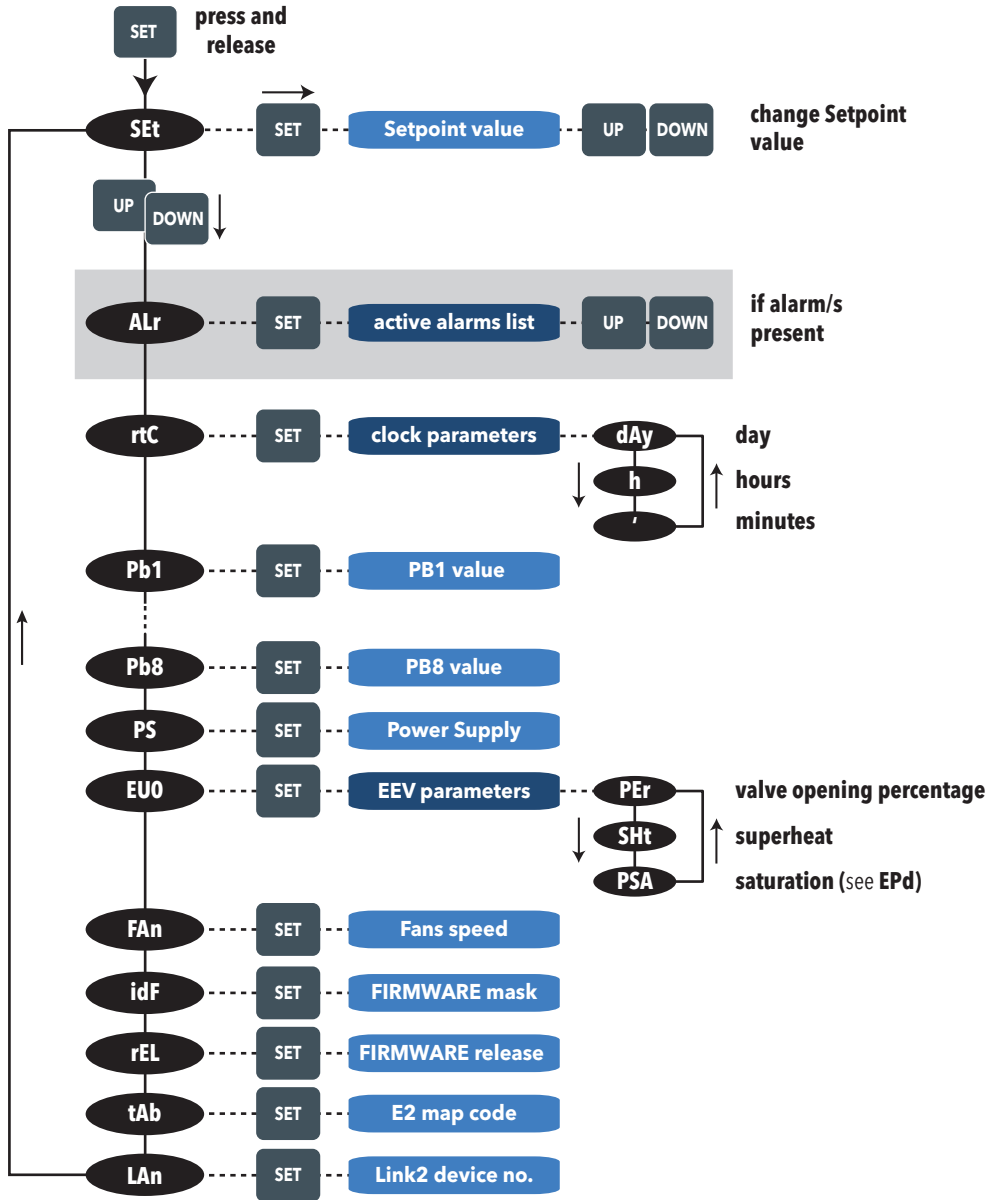 SET
press and
release
SEt
SET
Setpoint value
UP
DOWN
change Setpoint
value
UP
DOWN
ALr
SET
active alarms list
UP
DOWN
if alarm/s
present
rtC
SET
clock parameters
dAy
day
h
hours
'
minutes
Pb1
SET
PB1 value
Pb8
SET
PB8 value
PS
SET
Power Supply
EU0
SET
EEV parameters
PEr
valve opening percentage
SHt
superheat
PSA
saturation (see EPd)
FAn
SET
Fans speed
idF
SET
FIRMWARE mask
rEL
SET
FIRMWARE release
tAb
SET
E2 map code
LAn
SET
Link2 device no.